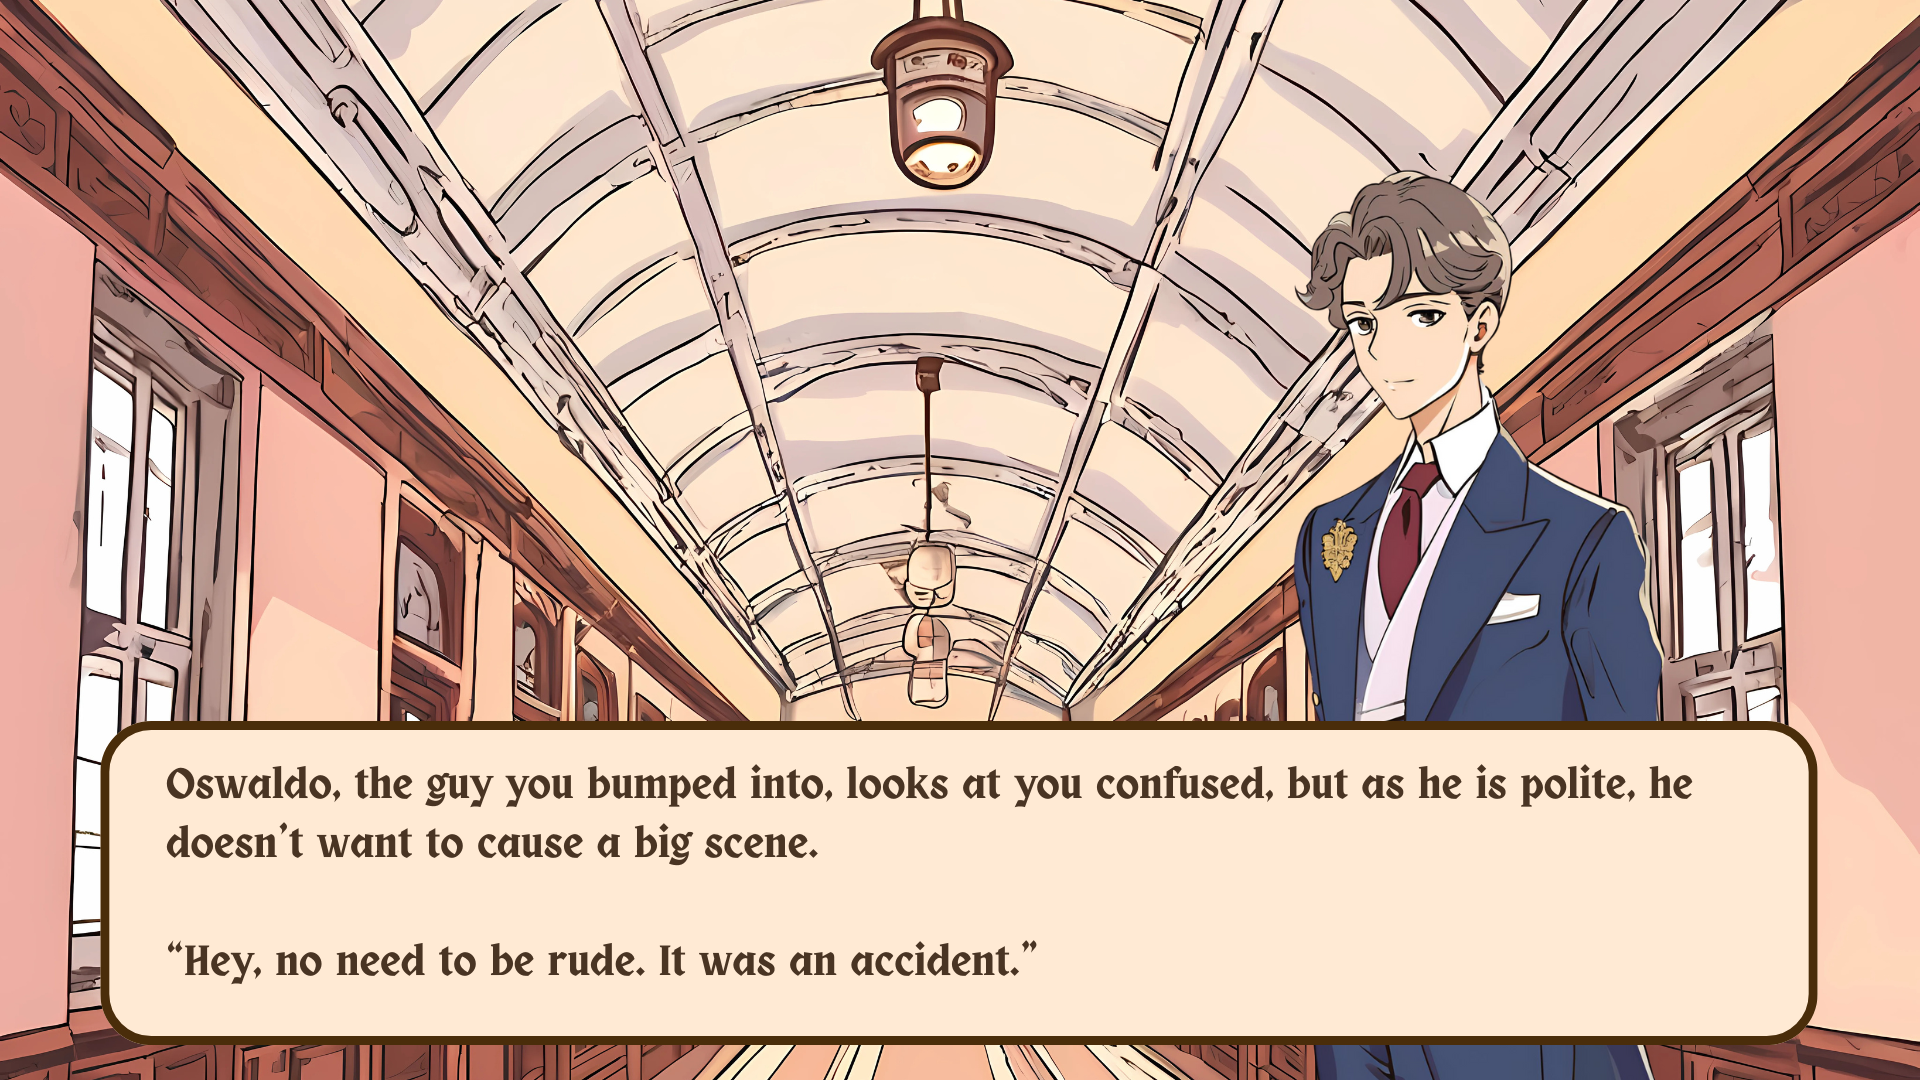 Oswaldo, the guy you bumped into, looks at you confused, but as he is polite, he
doesn’t want to cause a big scene.
“Hey, no need to be rude. It was an accident.”